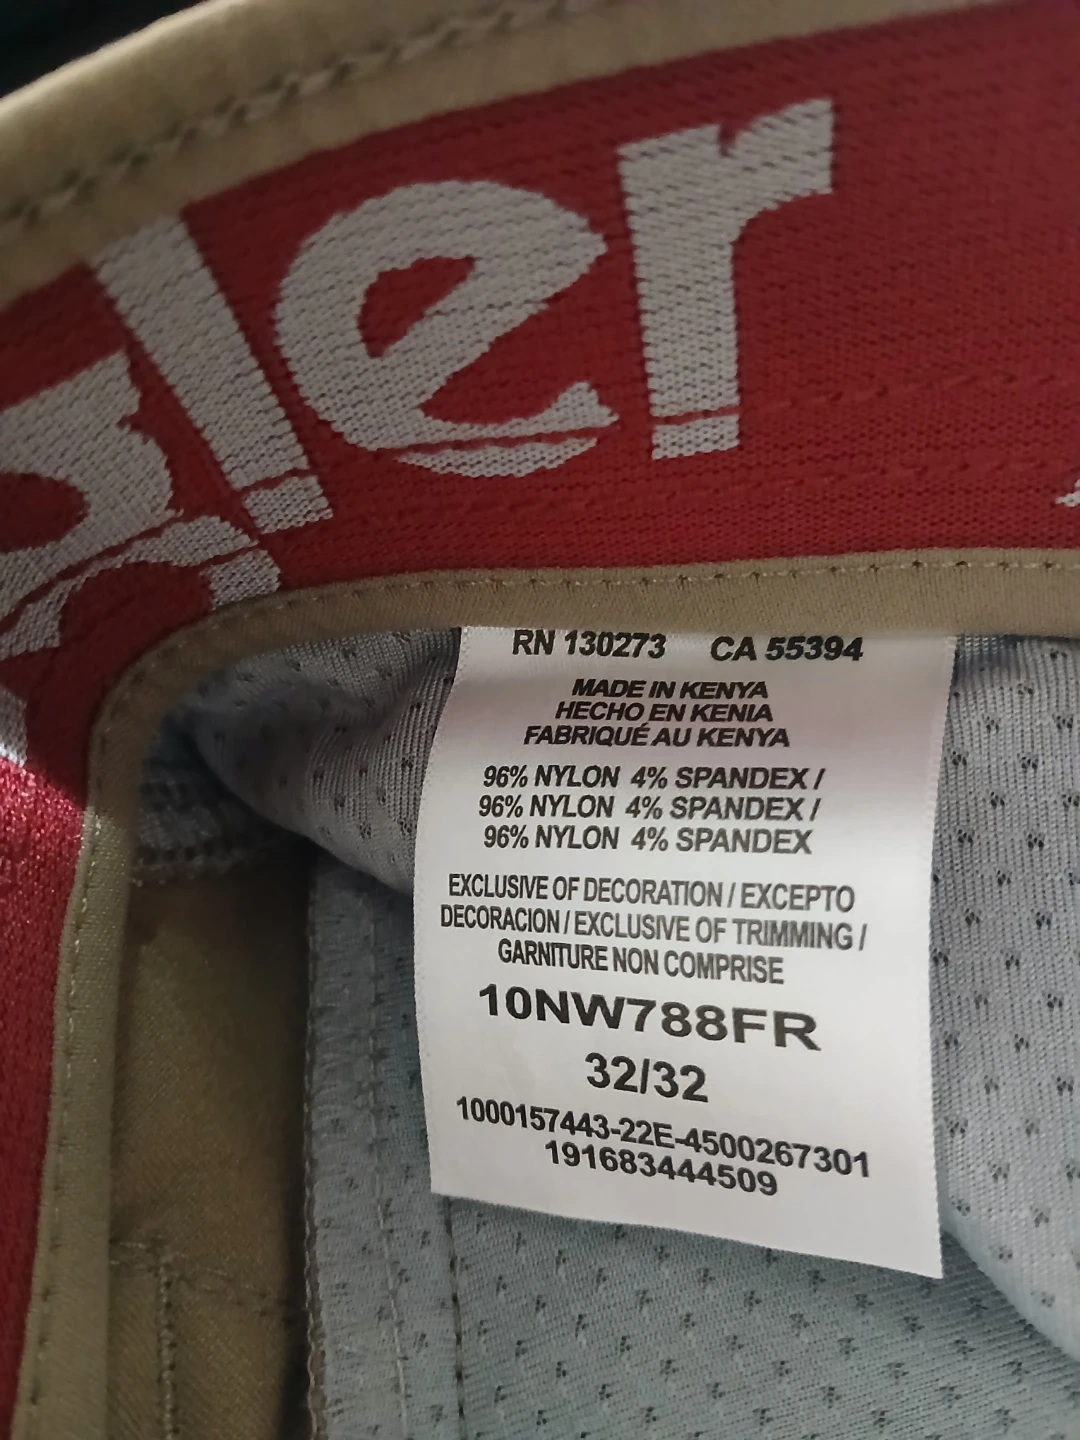 gler
RN 130273 CA 55394
MADE IN KENYA
HECHO EN KENIA
FABRIQUÉ AU KENYA
96% NYLON 4% SPANDEX /
96% NYLON 4% SPANDEX /
96% NYLON 4% SPANDEX
EXCLUSIVE OF DECORATION / EXCEPTO
DECORACION / EXCLUSIVE OF TRIMMING /
GARNITURE NON COMPRISE
10NW788FR
32/32
1000157443-22E-4500267301
191683444509